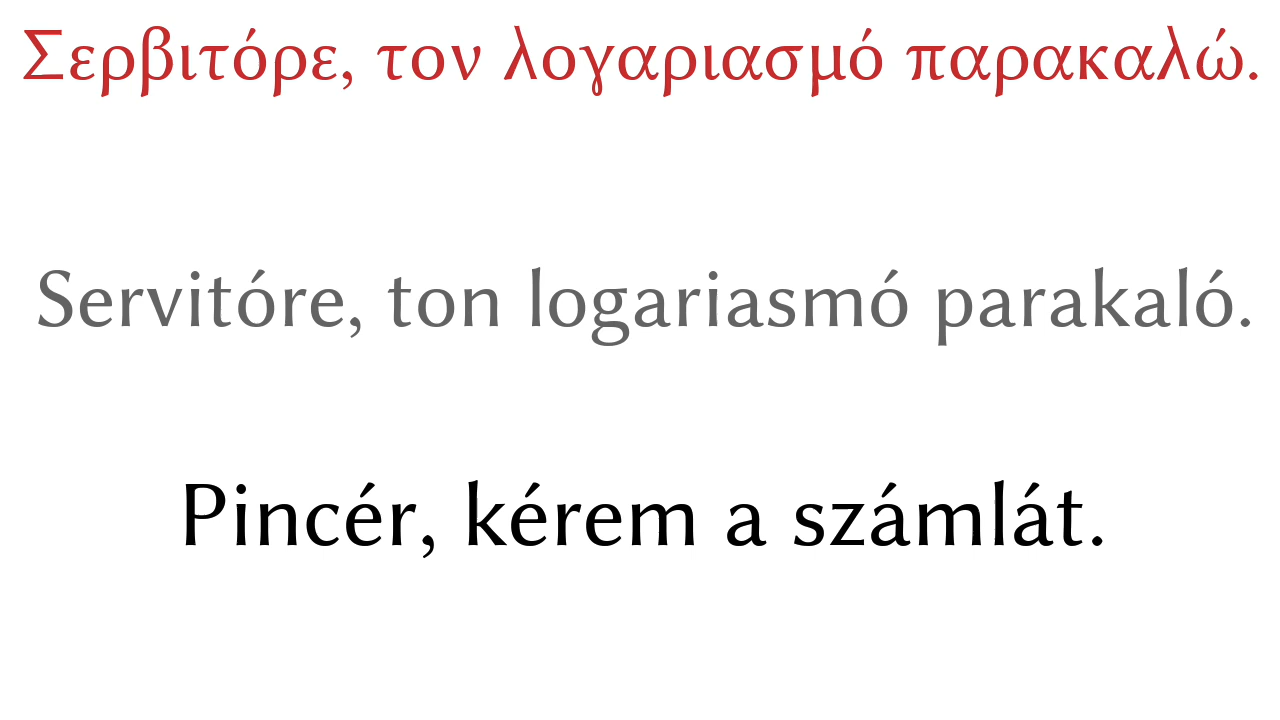 Σερβιτόρε, τον λογαριασμό παρακαλώ.
Servitóre, ton logariasmó parakaló.
Pincér, kérem a számlát.